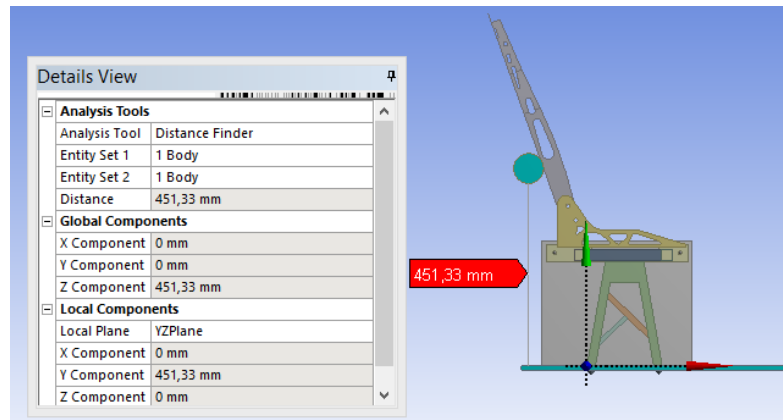 Details View
Analysis Tools
Analysis Tool Distance Finder
Entity Set 1 1 Body
Entity Set 2 1 Body
Distance 451,33 mm
Global Components
X Component 0 mm
Y Component 0 mm
Z Component 451,33 mm
Local Components
Local Plane YZPlane
X Component 0 mm
Y Component 451,33 mm
Z Component 0 mm
451,33 mm